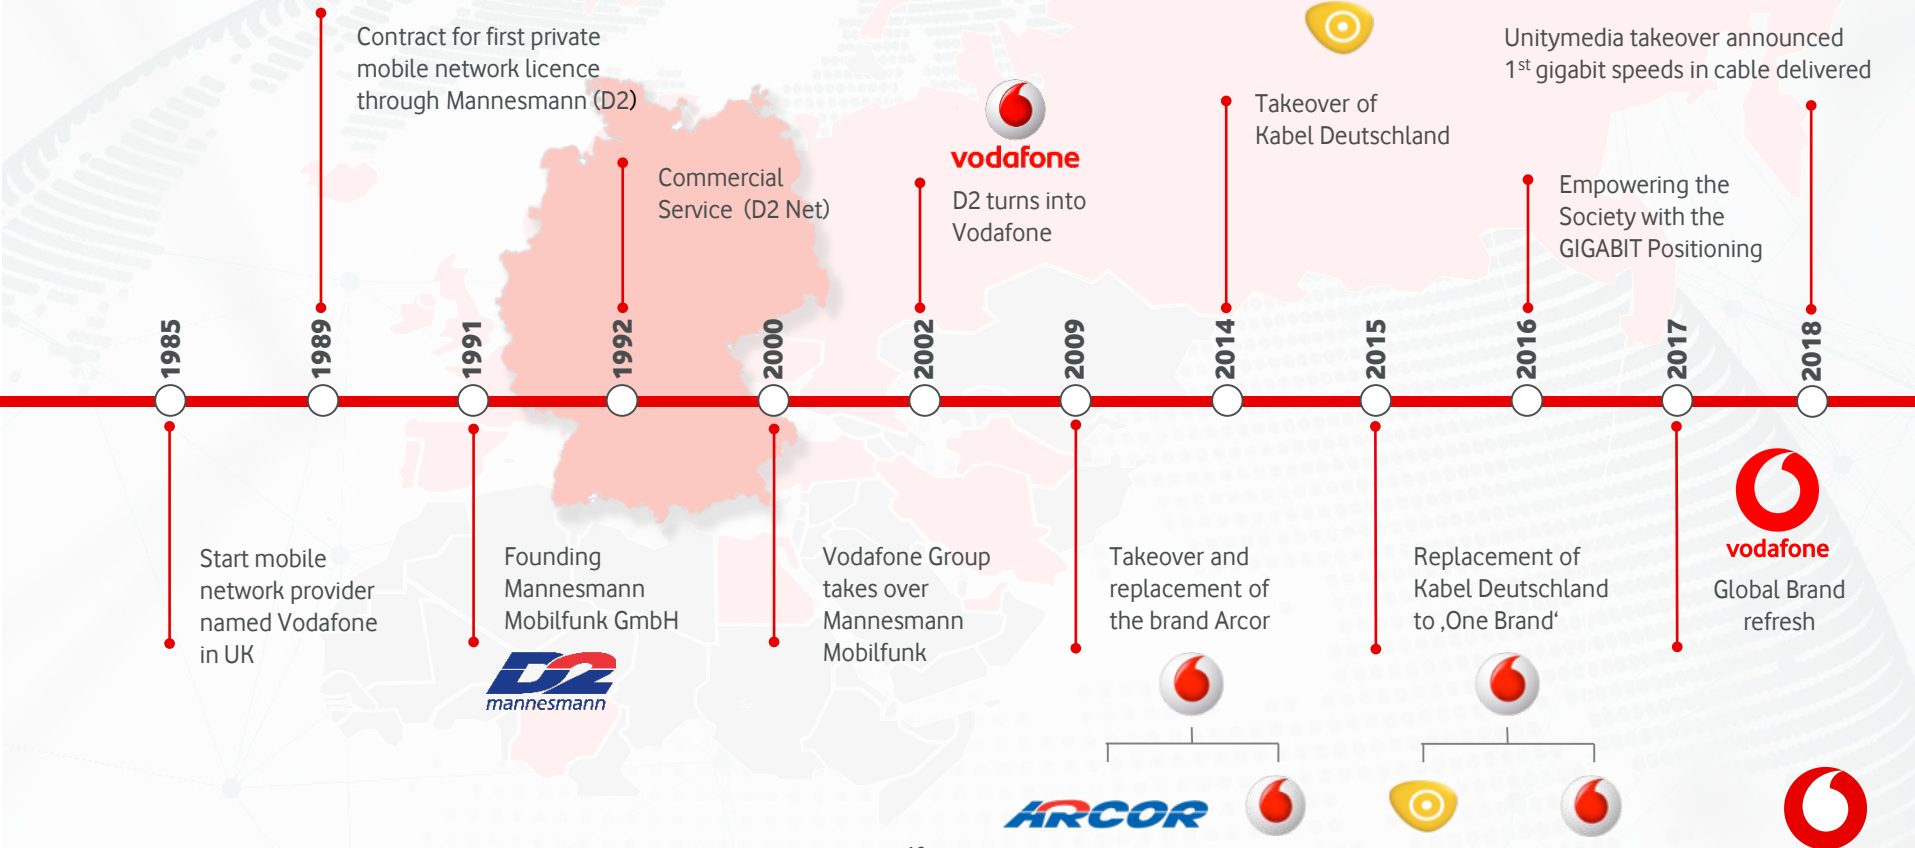 Contract for first private
mobile network licence
through Mannesmann (D2)
Commercial
Service (D2 Net)
vodafone
D2 turns into
Vodafone
Takeover of
Kabel Deutschland
Empowering the
Society with the
GIGABIT Positioning
Unitymedia takeover announced
1st gigabit speeds in cable delivered
1985
1989
1991
1992
2000
2002
2009
2014
2015
2016
2017
2018
Start mobile
network provider
named Vodafone
in UK
Founding
Mannesmann
Mobilfunk GmbH
D2
mannesmann
Vodafone Group
takes over
Mannesmann
Mobilfunk
Takeover and
replacement of
the brand Arcor
ARCOR
Replacement of
Kabel Deutschland
to ‚One Brand‘
vodafone
Global Brand
refresh